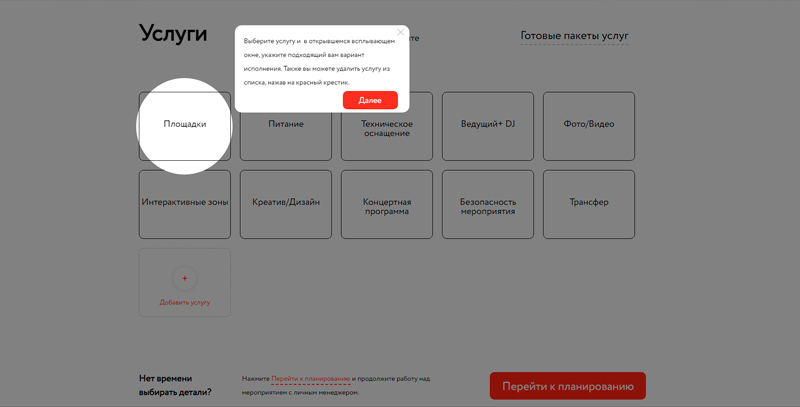 Услуги
Выберите услугу и в открывшемся всплывающем
окне, укажите подходящий вам вариант
исполнения. Также вы можете удалить услугу из
списка, нажав на красный крестик.
Далее
Готовые пакеты услуг
Площадки
Питание
Техническое
оснащение
Ведущий+ DJ
Фото/Видео
Интерактивные зоны
Креатив/Дизайн
Концертная
программа
Безопасность
мероприятия
Трансфер
+
Добавить услугу
Нет времени
выбирать детали?
Нажмите Перейти к планированию и продолжите работу над
мероприятием с личным менеджером.
Перейти к планированию